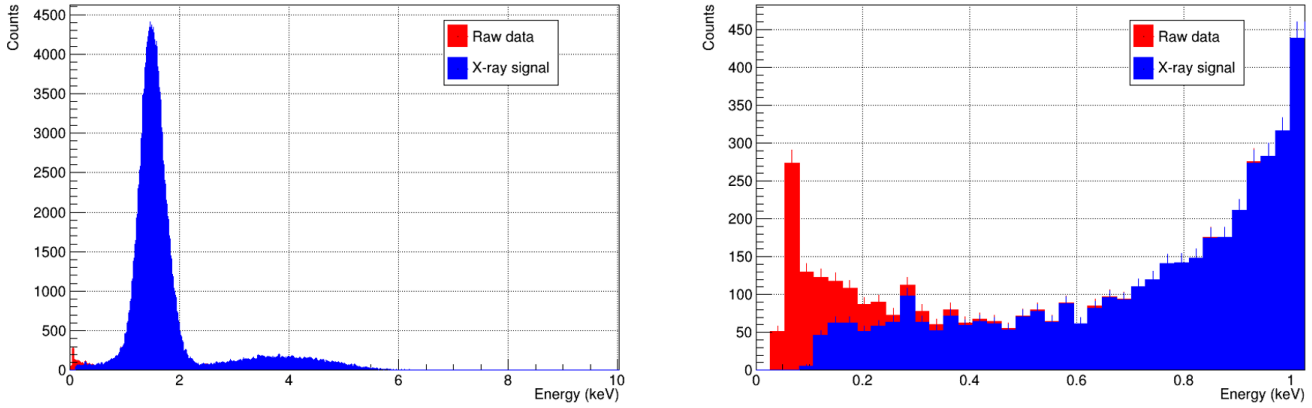 Counts
4500
4000
3500
3000
2500
2000
1500
1000
500
0
0 2 4 6 8 10
Energy (keV)
Raw data
X-ray signal
Counts
450
400
350
300
250
200
150
100
50
0
0 0.2 0.4 0.6 0.8 1
Energy (keV)
Raw data
X-ray signal